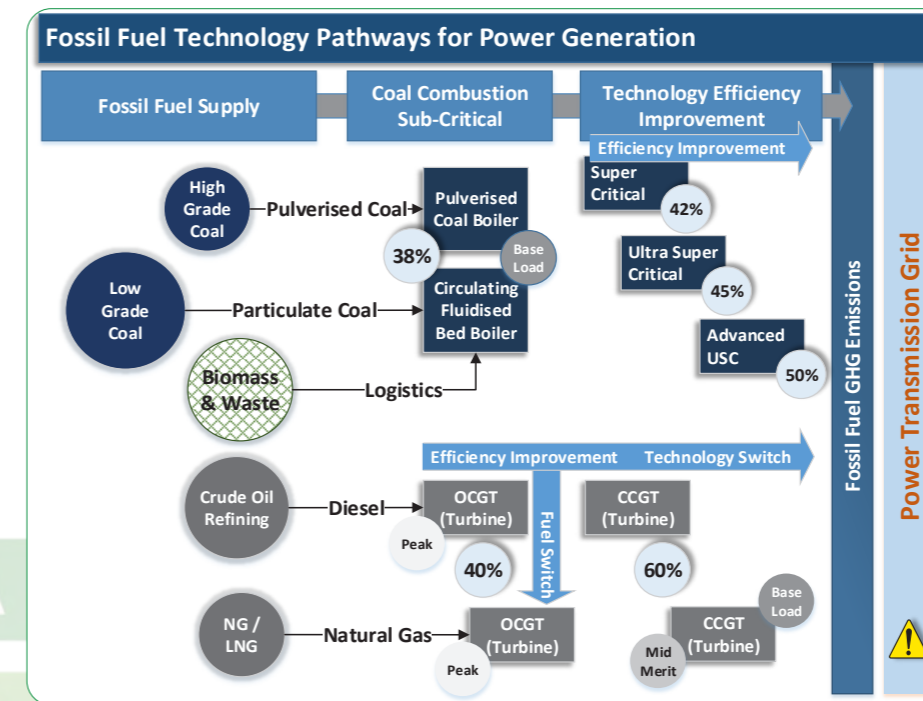 Fossil Fuel Technology Pathways for Power Generation
Fossil Fuel Supply
Coal Combustion
Sub-Critical
Technology Efficiency
Improvement
Efficiency Improvement
High
Grade
Coal
Pulverised Coal
Pulverised
Coal Boiler
38%
Base
Load
Super
Critical
42%
Low
Grade
Coal
Particulate Coal
Circulating
Fluidised
Bed Boiler
Ultra Super
Critical
45%
Advanced
USC
50%
Biomass
& Waste
Logistics
Efficiency Improvement
Technology Switch
Crude Oil
Refining
Diesel
OCGT
(Turbine)
Peak
40%
Fuel Switch
CCGT
(Turbine)
60%
NG /
LNG
Natural Gas
OCGT
(Turbine)
Peak
CCGT
(Turbine)
Base
Load
Mid
Merit
Fossil Fuel GHG Emissions
Power Transmission Grid